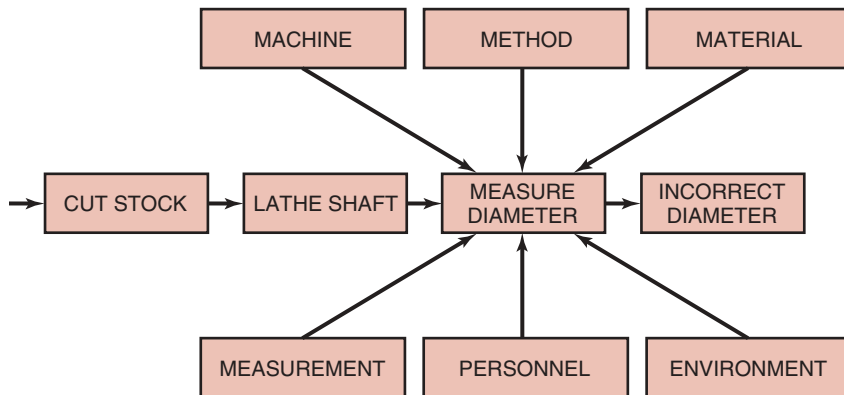 MACHINE
METHOD
MATERIAL
CUT STOCK
LATHE SHAFT
MEASURE
DIAMETER
INCORRECT
DIAMETER
MEASUREMENT
PERSONNEL
ENVIRONMENT